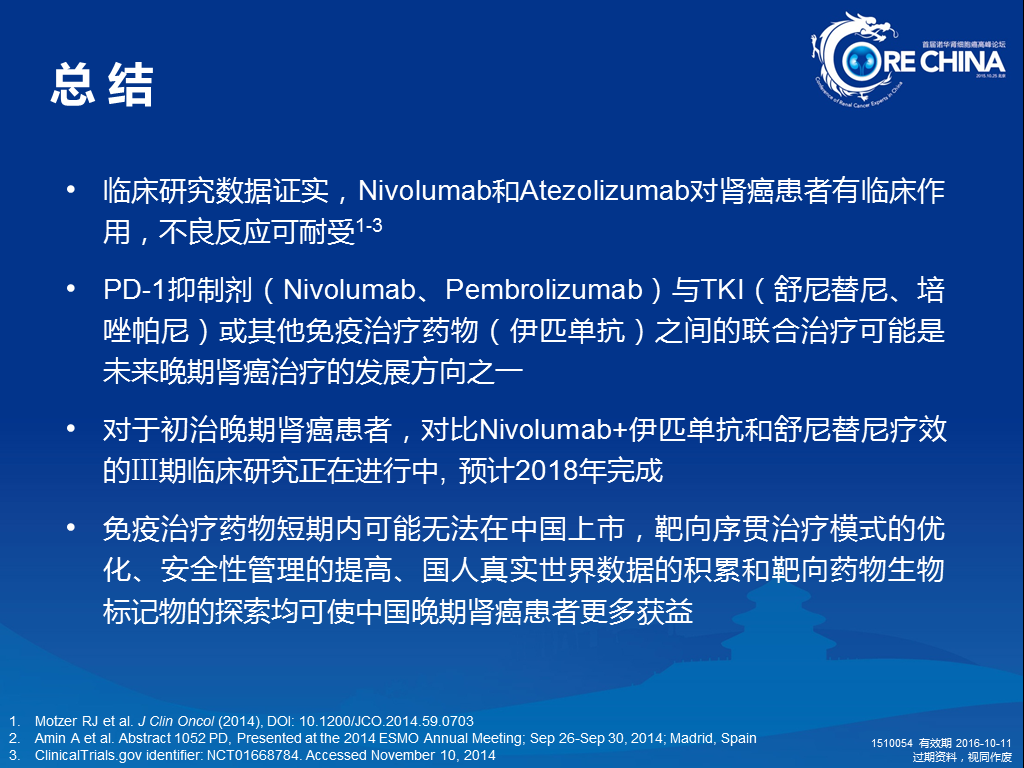 首届诺华肾细胞癌高峰论坛
CORE CHINA
2015.10.25 北京
Conference of Renal Cancer Experts in China
总结
• 临床研究数据证实，Nivolumab和Atezolizumab对肾癌患者有临床作
用，不良反应可耐受1-3
• PD-1抑制剂（Nivolumab、Pembrolizumab）与TKI（舒尼替尼、培
唑帕尼）或其他免疫治疗药物（伊匹单抗）之间的联合治疗可能是
未来晚期肾癌治疗的发展方向之一
• 对于初治晚期肾癌患者，对比Nivolumab+伊匹单抗和舒尼替尼疗效
的Ⅲ期临床研究正在进行中, 预计2018年完成
• 免疫治疗药物短期内可能无法在中国上市，靶向序贯治疗模式的优
化、安全性管理的提高、国人真实世界数据的积累和靶向药物生物
标记物的探索均可使中国晚期肾癌患者更多获益
1. Motzer RJ et al. J Clin Oncol (2014), DOI: 10.1200/JCO.2014.59.0703
2. Amin A et al. Abstract 1052 PD, Presented at the 2014 ESMO Annual Meeting; Sep 26-Sep 30, 2014; Madrid, Spain
3. ClinicalTrials.gov identifier: NCT01668784. Accessed November 10, 2014
1510054 有效期 2016-10-11
过期资料，视同作废